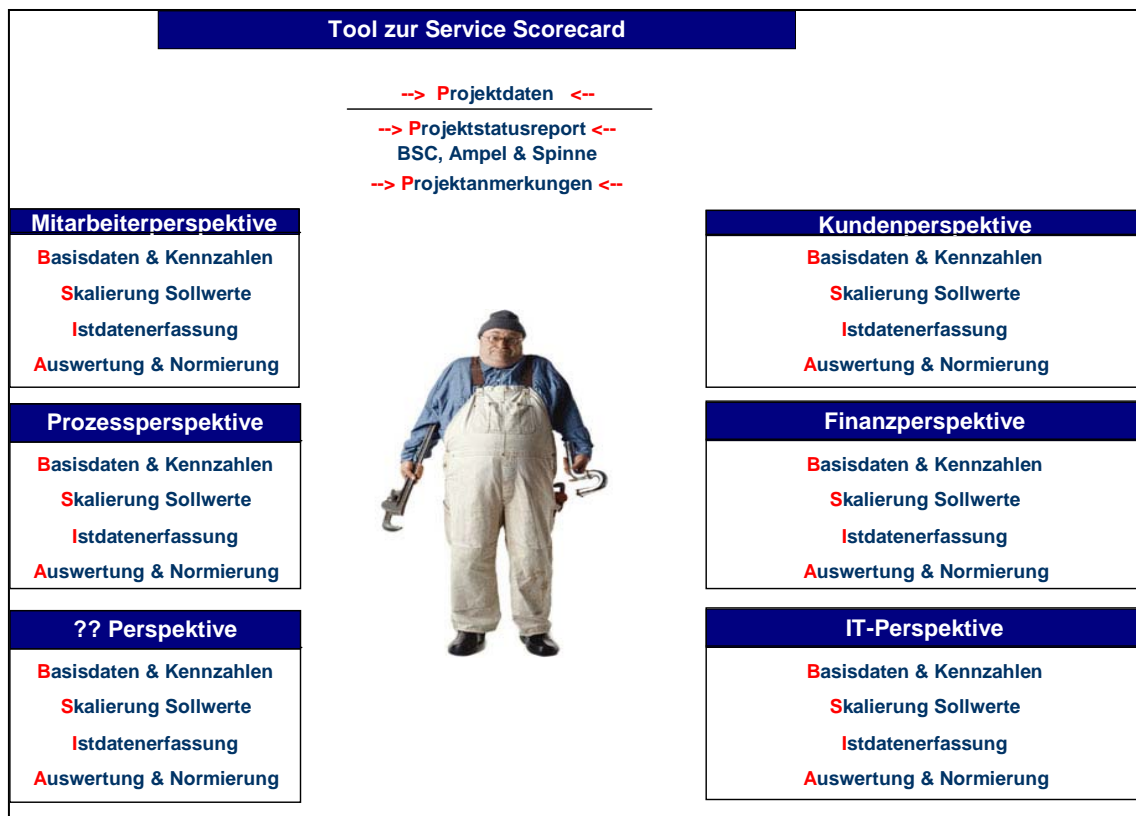 Tool zur Service Scorecard
--> Projektdaten <--
--> Projektstatusreport <--
BSC, Ampel & Spinne
--> Projektanmerkungen <--
Mitarbeiterperspektive
Basisdaten & Kennzahlen
Skalierung Sollwerte
Istdatenerfassung
Auswertung & Normierung
Kundenperspektive
Basisdaten & Kennzahlen
Skalierung Sollwerte
Istdatenerfassung
Auswertung & Normierung
Prozessperspektive
Basisdaten & Kennzahlen
Skalierung Sollwerte
Istdatenerfassung
Auswertung & Normierung
Finanzperspektive
Basisdaten & Kennzahlen
Skalierung Sollwerte
Istdatenerfassung
Auswertung & Normierung
?? Perspektive
Basisdaten & Kennzahlen
Skalierung Sollwerte
Istdatenerfassung
Auswertung & Normierung
IT-Perspektive
Basisdaten & Kennzahlen
Skalierung Sollwerte
Istdatenerfassung
Auswertung & Normierung